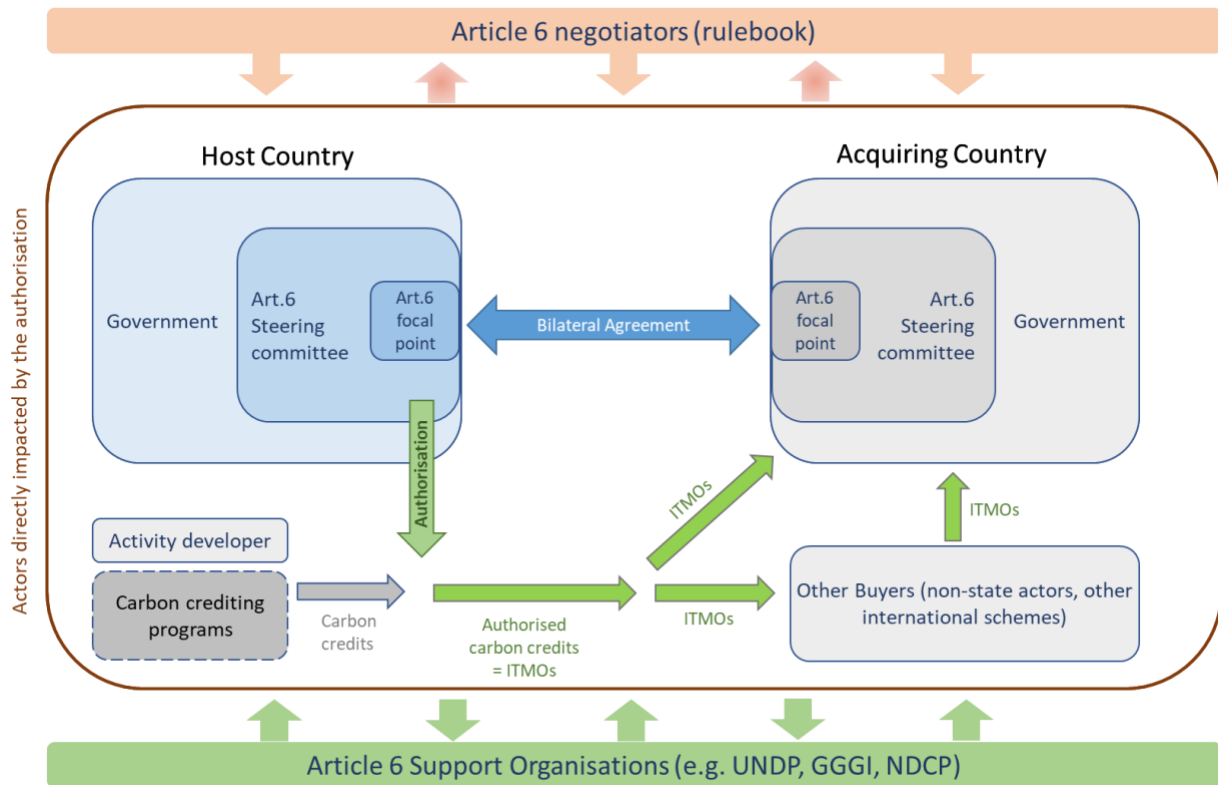 Article 6 negotiators (rulebook)
Actors directly impacted by the authorisation
Host Country
Acquiring Country
Government
Art.6
Steering
committee
Art.6
focal
point
Bilateral Agreement
Art.6
focal
point
Art.6
Steering
committee
Government
Authorisation
ITMOs
ITMOs
Activity developer
Carbon crediting
programs
Carbon
credits
Authorised
carbon credits
= ITMOs
ITMOs
Other Buyers (non-state actors, other
international schemes)
Article 6 Support Organisations (e.g. UNDP, GGGI, NDCP)